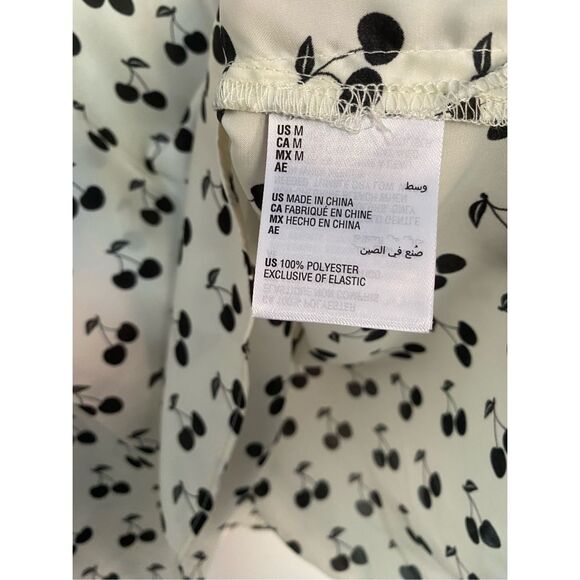 US M
CA M
MX M
AE
وسط
US MADE IN CHINA
CA FABRIQUÉ EN CHINE
MX HECHO EN CHINA
AE
صُنع في الصين
US 100% POLYESTER
EXCLUSIVE OF ELASTIC